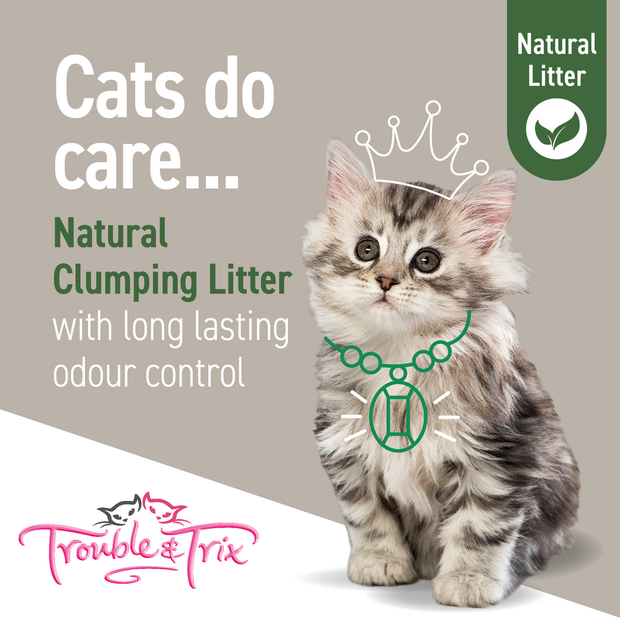 Cats do
care...
Natural
Clumping Litter
with long lasting
odour control
Natural
Litter
Trouble & Trix